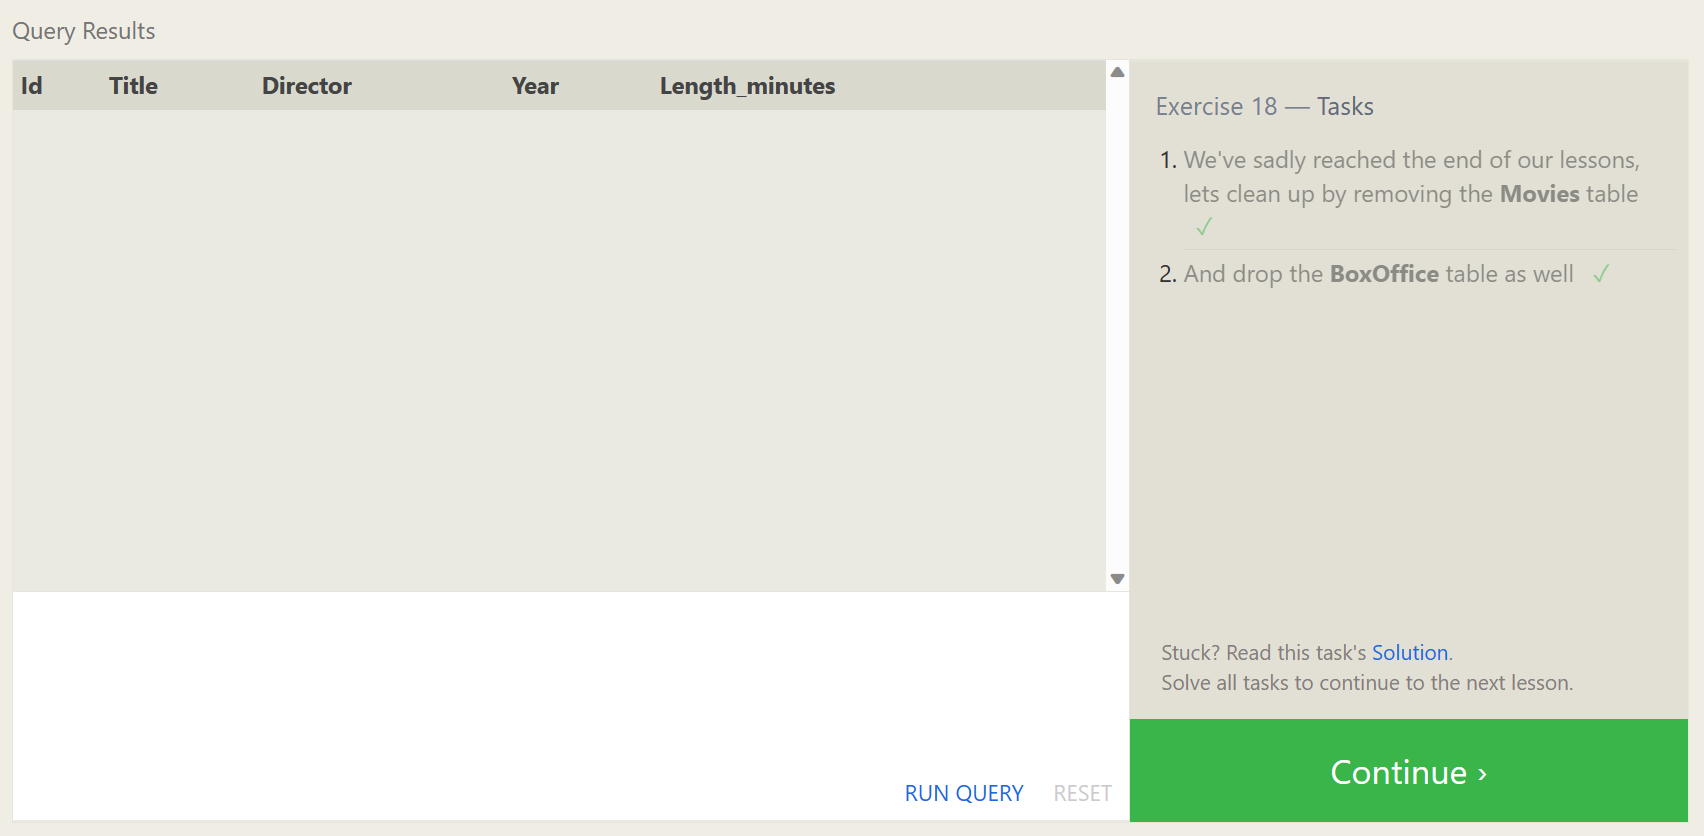 Query Results
Id Title Director Year Length_minutes
Exercise 18 — Tasks
1. We've sadly reached the end of our lessons,
lets clean up by removing the Movies table
✓
2. And drop the BoxOffice table as well ✓
Stuck? Read this task's Solution.
Solve all tasks to continue to the next lesson.
RUN QUERY RESET
Continue ›